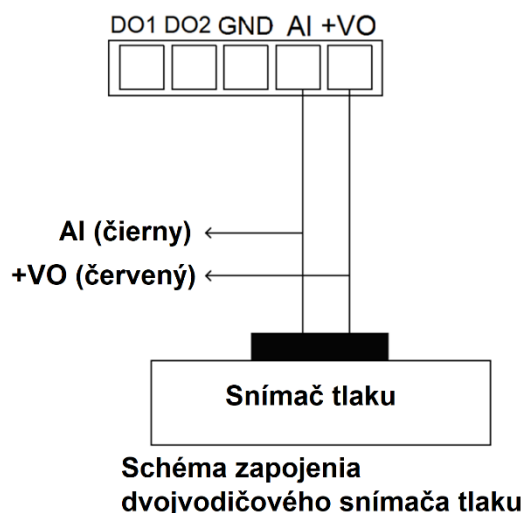 DO1 DO2 GND AI +VO
AI (čierny)
+VO (červený)
Snímač tlaku
Schéma zapojenia
dvojvodičového snímača tlaku